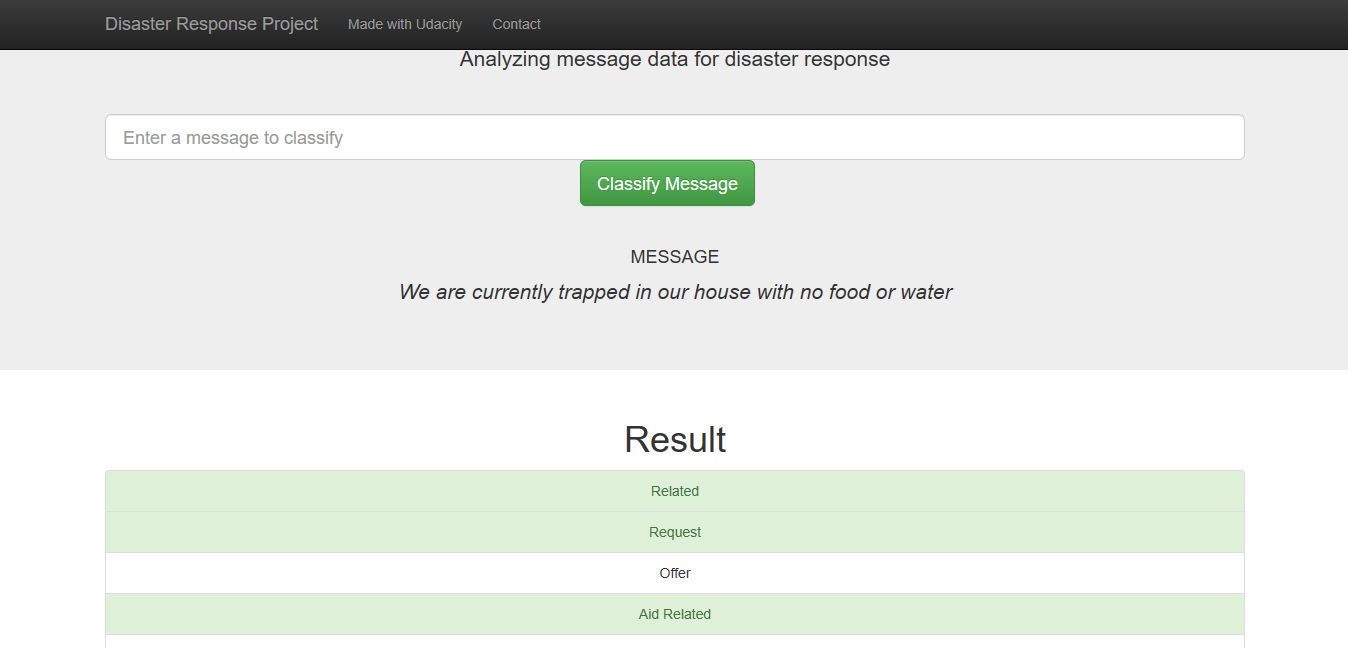 Disaster Response Project Made with Udacity Contact
Analyzing message data for disaster response
Enter a message to classify
Classify Message
MESSAGE
We are currently trapped in our house with no food or water
Result
Related
Request
Offer
Aid Related